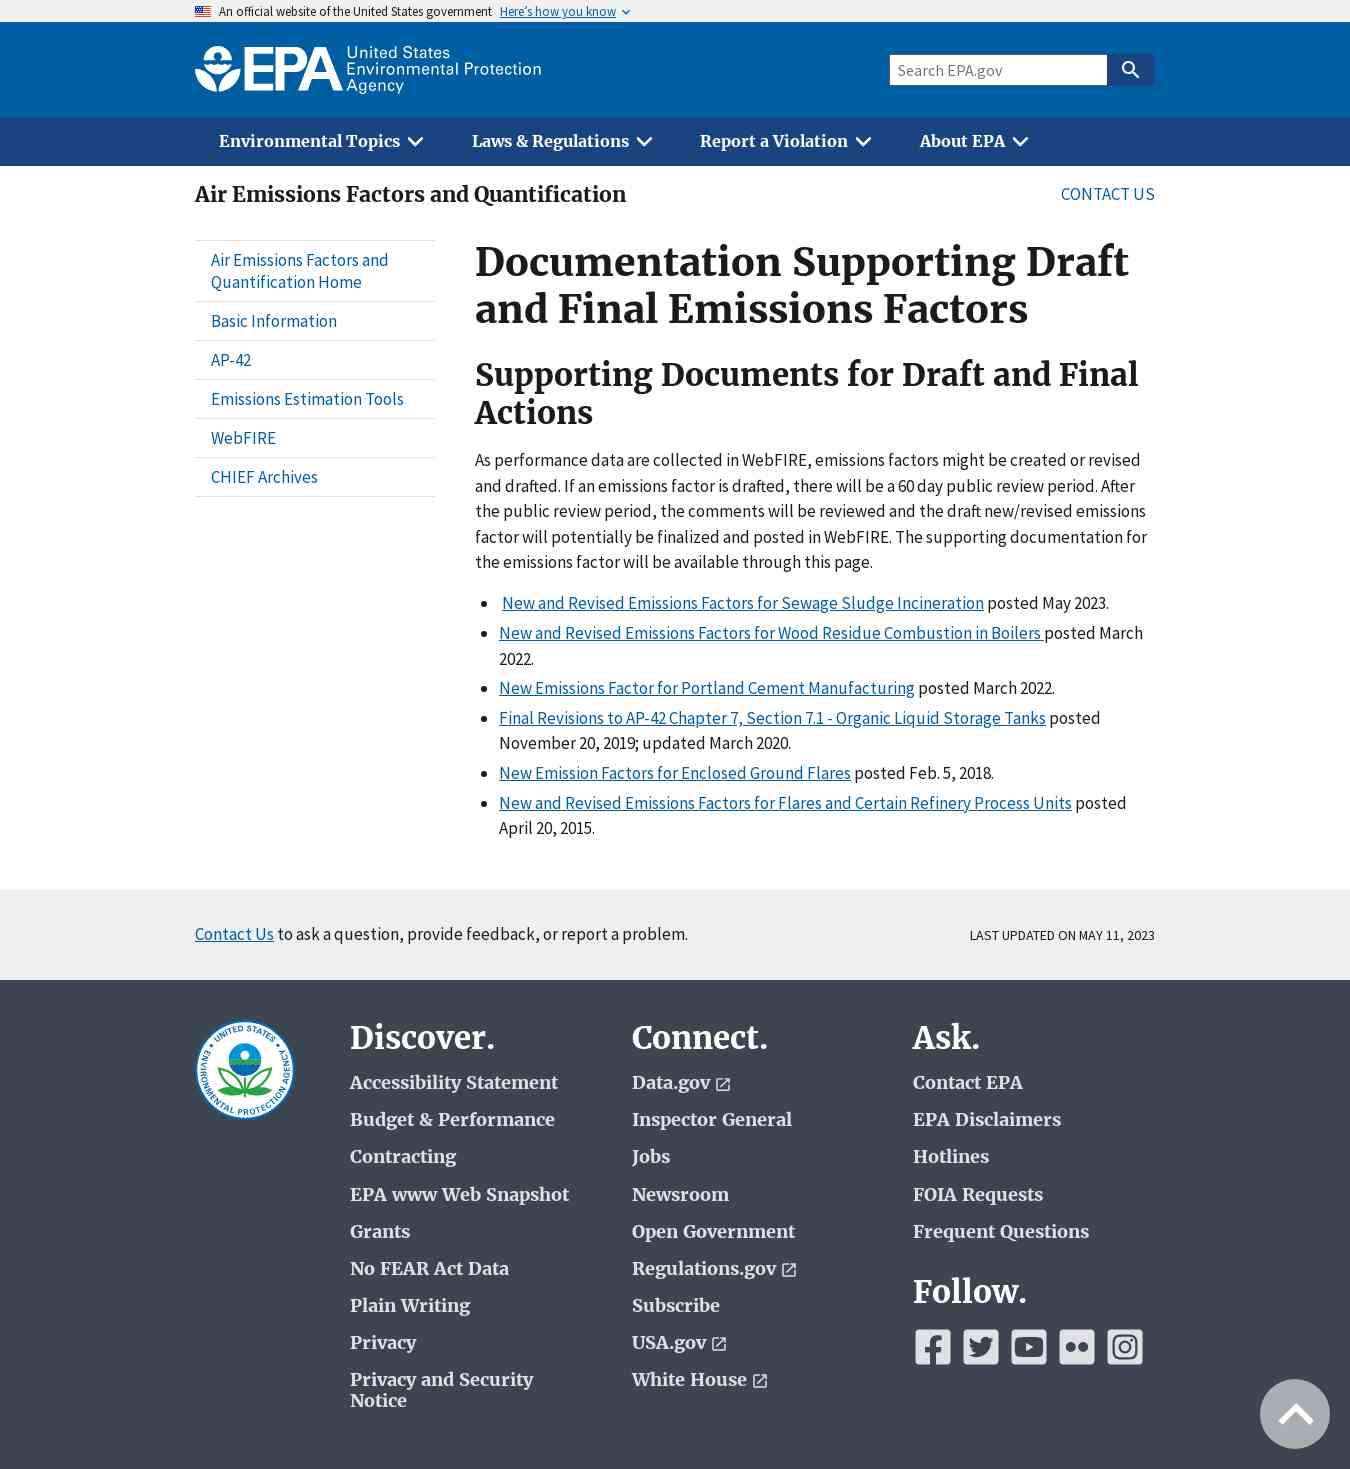 An official website of the United States government Here's how you know
EPA United States
Environmental Protection
Agency
Search EPA.gov
Environmental Topics
Laws & Regulations
Report a Violation
About EPA
Air Emissions Factors and Quantification
CONTACT US
Air Emissions Factors and
Quantification Home
Basic Information
AP-42
Emissions Estimation Tools
WebFIRE
CHIEF Archives
Documentation Supporting Draft
and Final Emissions Factors
Supporting Documents for Draft and Final
Actions
As performance data are collected in WebFIRE, emissions factors might be created or revised
and drafted. If an emissions factor is drafted, there will be a 60 day public review period. After
the public review period, the comments will be reviewed and the draft new/revised emissions
factor will potentially be finalized and posted in WebFIRE. The supporting documentation for
the emissions factor will be available through this page.
New and Revised Emissions Factors for Sewage Sludge Incineration posted May 2023.
New and Revised Emissions Factors for Wood Residue Combustion in Boilers posted March
2022.
New Emissions Factor for Portland Cement Manufacturing posted March 2022.
Final Revisions to AP-42 Chapter 7, Section 7.1 - Organic Liquid Storage Tanks posted
November 20, 2019; updated March 2020.
New Emission Factors for Enclosed Ground Flares posted Feb. 5, 2018.
New and Revised Emissions Factors for Flares and Certain Refinery Process Units posted
April 20, 2015.
Contact Us to ask a question, provide feedback, or report a problem.
LAST UPDATED ON MAY 11, 2023
UNITED STATES
ENVIRONMENTAL PROTECTION AGENCY
Discover.
Accessibility Statement
Budget & Performance
Contracting
EPA www Web Snapshot
Grants
No FEAR Act Data
Plain Writing
Privacy
Privacy and Security
Notice
Connect.
Data.gov
Inspector General
Jobs
Newsroom
Open Government
Regulations.gov
Subscribe
USA.gov
White House
Ask.
Contact EPA
EPA Disclaimers
Hotlines
FOIA Requests
Frequent Questions
Follow.